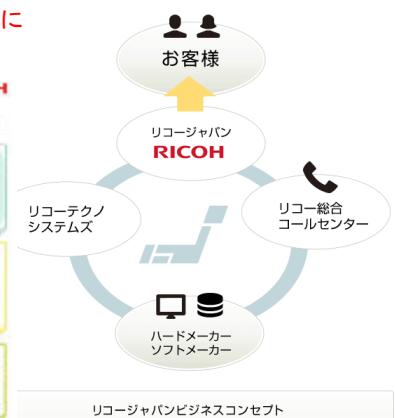 に
お客様
リコージャパン
RICOH
リコーテクノ
システムズ
リコー総合
コールセンター
ハードメーカー
ソフトメーカー
リコージャパンビジネスコンセプト